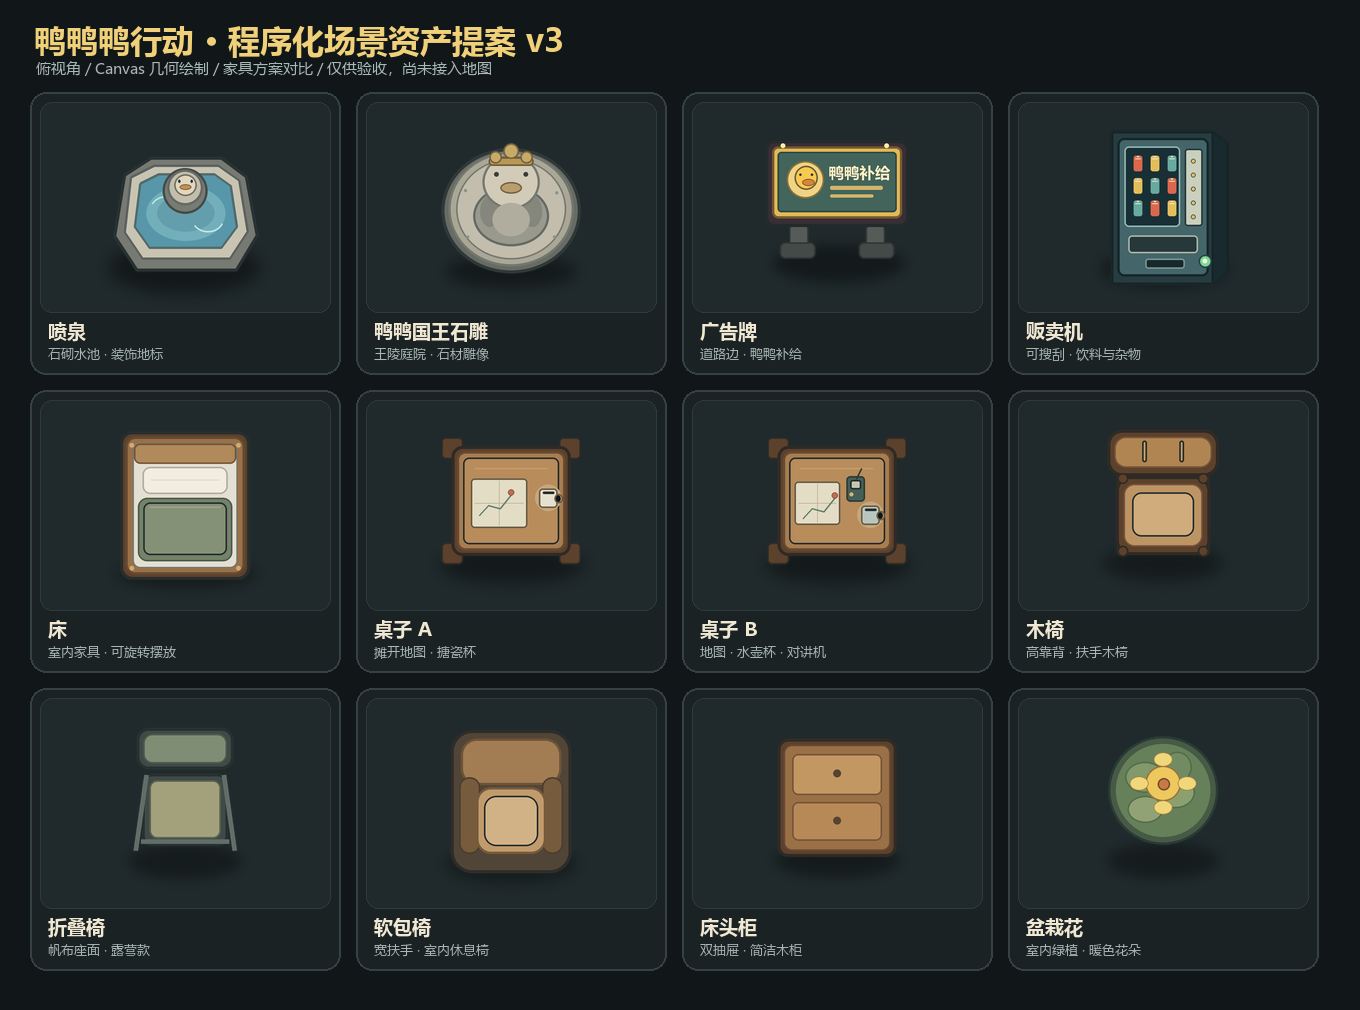 鸭鸭鸭行动 · 程序化场景资产提案 v3
俯视角 / Canvas 几何绘制 / 家具方案对比 / 仅供验收，尚未接入地图
鸭鸭补给
喷泉
石砌水池 · 装饰地标
鸭鸭国王石雕
王陵庭院 · 石材雕像
广告牌
道路边 · 鸭鸭补给
贩卖机
可搜刮 · 饮料与杂物
床
室内家具 · 可旋转摆放
桌子 A
摊开地图 · 搪瓷杯
桌子 B
地图 · 水壶杯 · 对讲机
木椅
高靠背 · 扶手木椅
折叠椅
帆布座面 · 露营款
软包椅
宽扶手 · 室内休息椅
床头柜
双抽屉 · 简洁木柜
盆栽花
室内绿植 · 暖色花朵